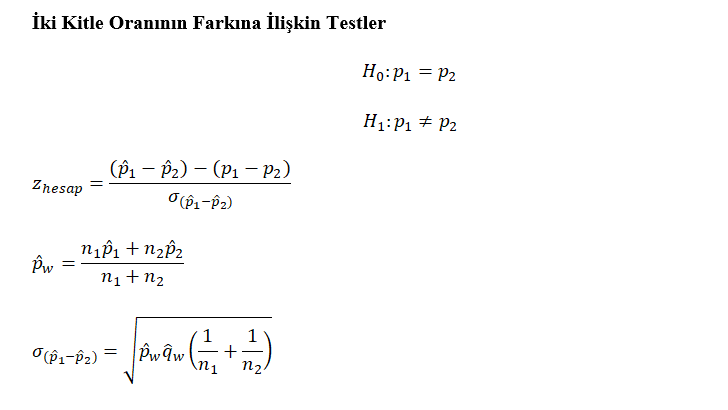 İki Kitle Oranının Farkına İlişkin Testler
H₀: p₁ = p₂
H₁: p₁ ≠ p₂
z_hesap = ((p̂₁ − p̂₂) − (p₁ − p₂)) / σ_(p̂₁−p̂₂)
p̂_w = (n₁p̂₁ + n₂p̂₂) / (n₁ + n₂)
σ_(p̂₁−p̂₂) = √(p̂_w q̂_w (1/n₁ + 1/n₂))